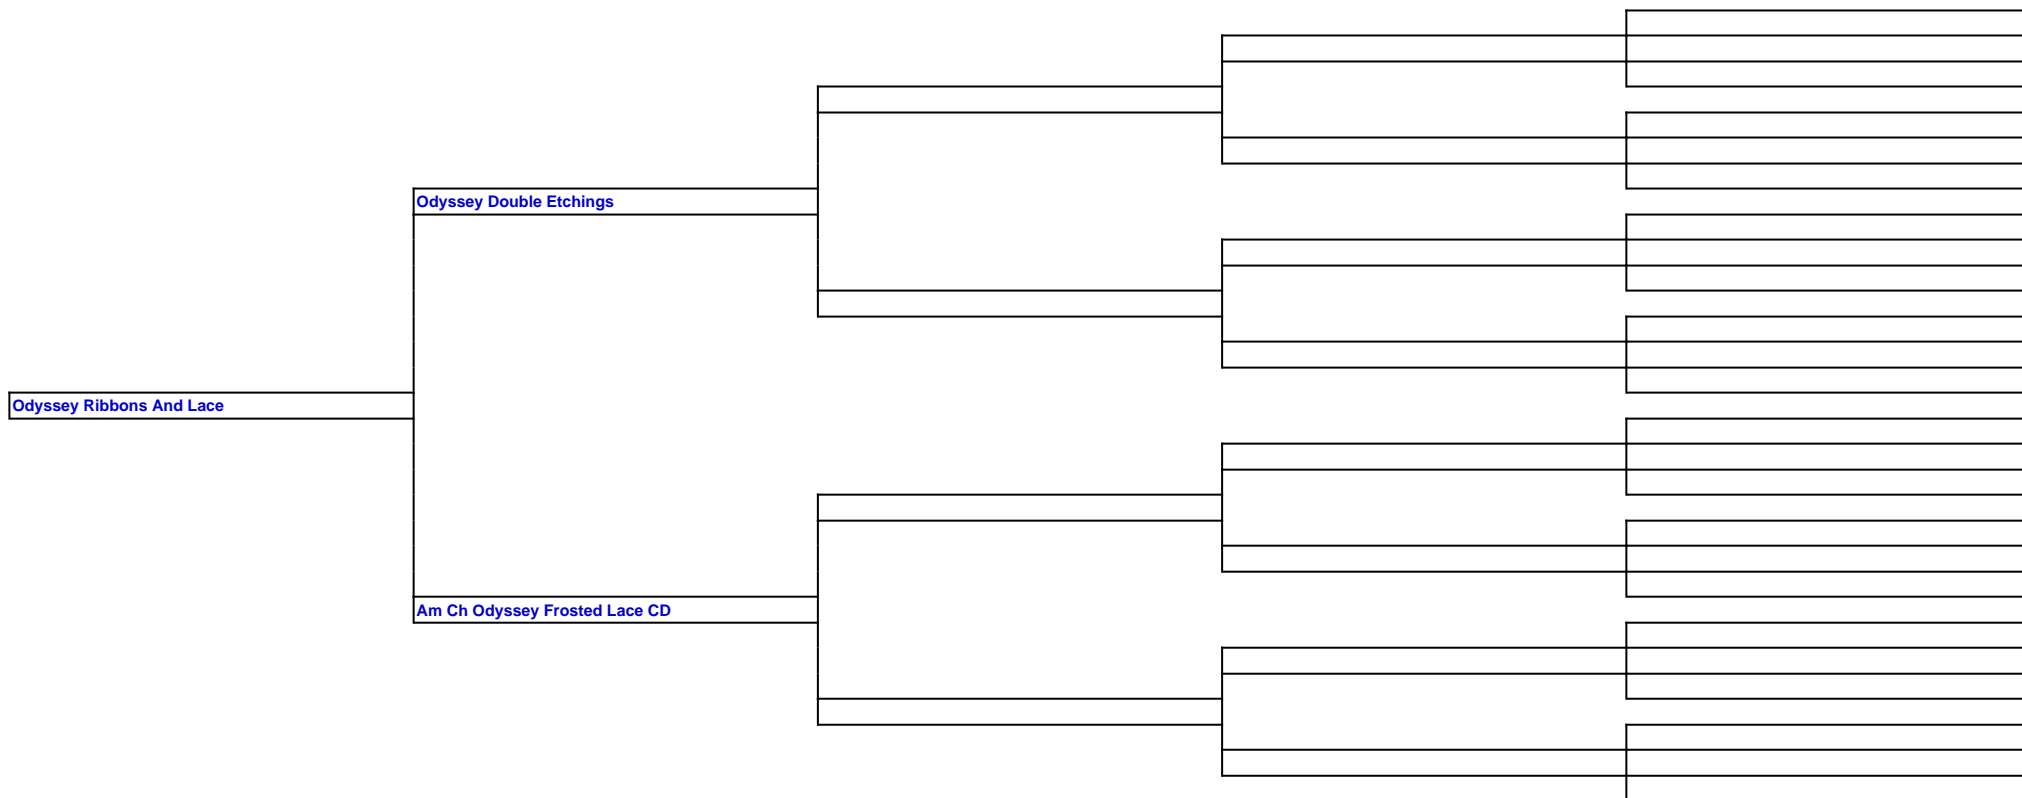 Odyssey Double Etchings
Odyssey Ribbons And Lace
Am Ch Odyssey Frosted Lace CD